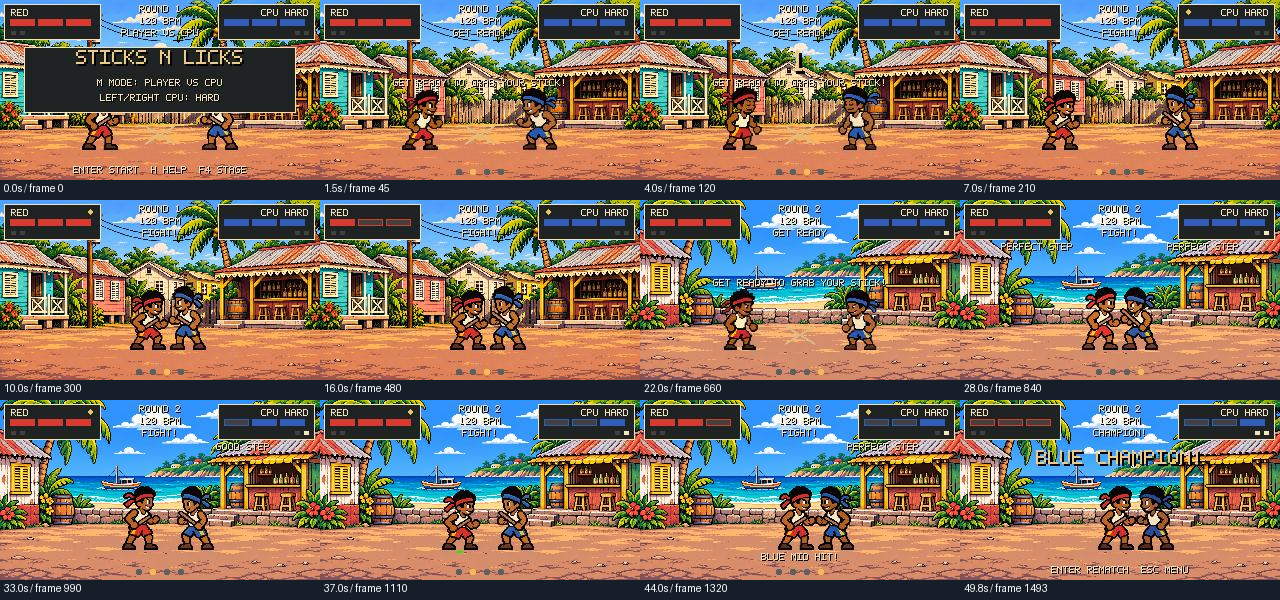 RED
ROUND 1
120 BPM
PLAYER VS CPU
CPU HARD
STICKS N LICKS
M MODE: PLAYER VS CPU
LEFT/RIGHT CPU: HARD
ENTER START H HELP F4 STAGE
0.0s / frame 0
RED
ROUND 1
120 BPM
GET READY
CPU HARD
GET READY TO GRAB YOUR STICK!
1.5s / frame 45
RED
ROUND 1
120 BPM
GET READY
CPU HARD
1
GET READY TO GRAB YOUR STICK!
4.0s / frame 120
RED
ROUND 1
120 BPM
FIGHT!
CPU HARD
7.0s / frame 210
RED
ROUND 1
120 BPM
FIGHT!
CPU HARD
10.0s / frame 300
RED
ROUND 1
120 BPM
FIGHT!
CPU HARD
16.0s / frame 480
RED
ROUND 2
120 BPM
GET READY
CPU HARD
GET READY TO GRAB YOUR STICK!
22.0s / frame 660
RED
ROUND 2
120 BPM
FIGHT!
CPU HARD
PERFECT STEP
PERFECT STEP
28.0s / frame 840
RED
ROUND 2
120 BPM
FIGHT!
CPU HARD
GOOD STEP
33.0s / frame 990
RED
ROUND 2
120 BPM
FIGHT!
CPU HARD
37.0s / frame 1110
RED
ROUND 2
120 BPM
FIGHT!
CPU HARD
PERFECT STEP
BLUE MID HIT!
44.0s / frame 1320
RED
ROUND 2
120 BPM
CHAMPION!
CPU HARD
BLUE CHAMPION!
ENTER REMATCH ESC MENU
49.8s / frame 1493